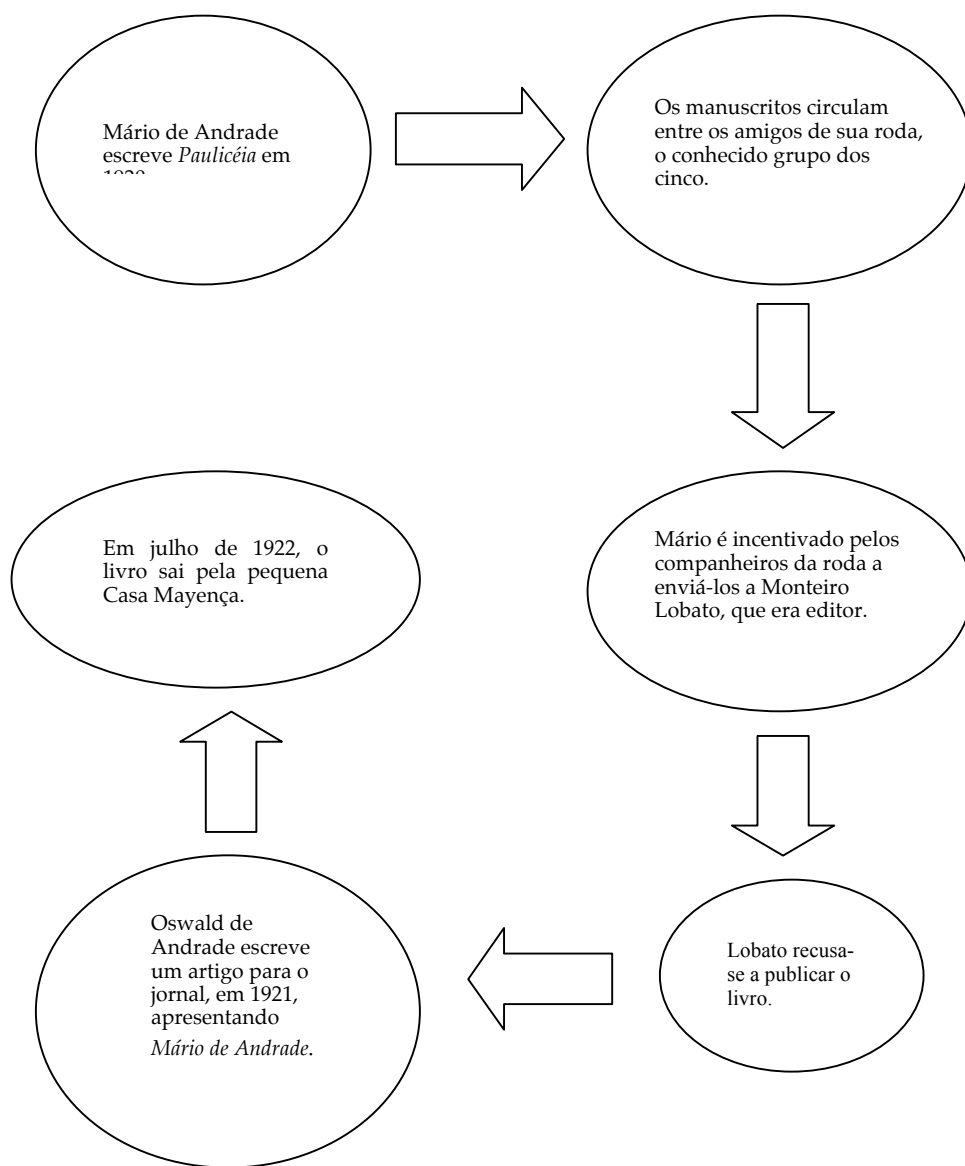 Mário de Andrade
escreve Paulicéia em
Os manuscritos circulam
entre os amigos de sua roda,
o conhecido grupo dos
cinco.
Mário é incentivado pelos
companheiros da roda a
enviá-los a Monteiro
Lobato, que era editor.
Lobato recusa-
se a publicar o
livro.
Oswald de
Andrade escreve
um artigo para o
jornal, em 1921,
apresentando
Mário de Andrade.
Em julho de 1922, o
livro sai pela pequena
Casa Mayença.